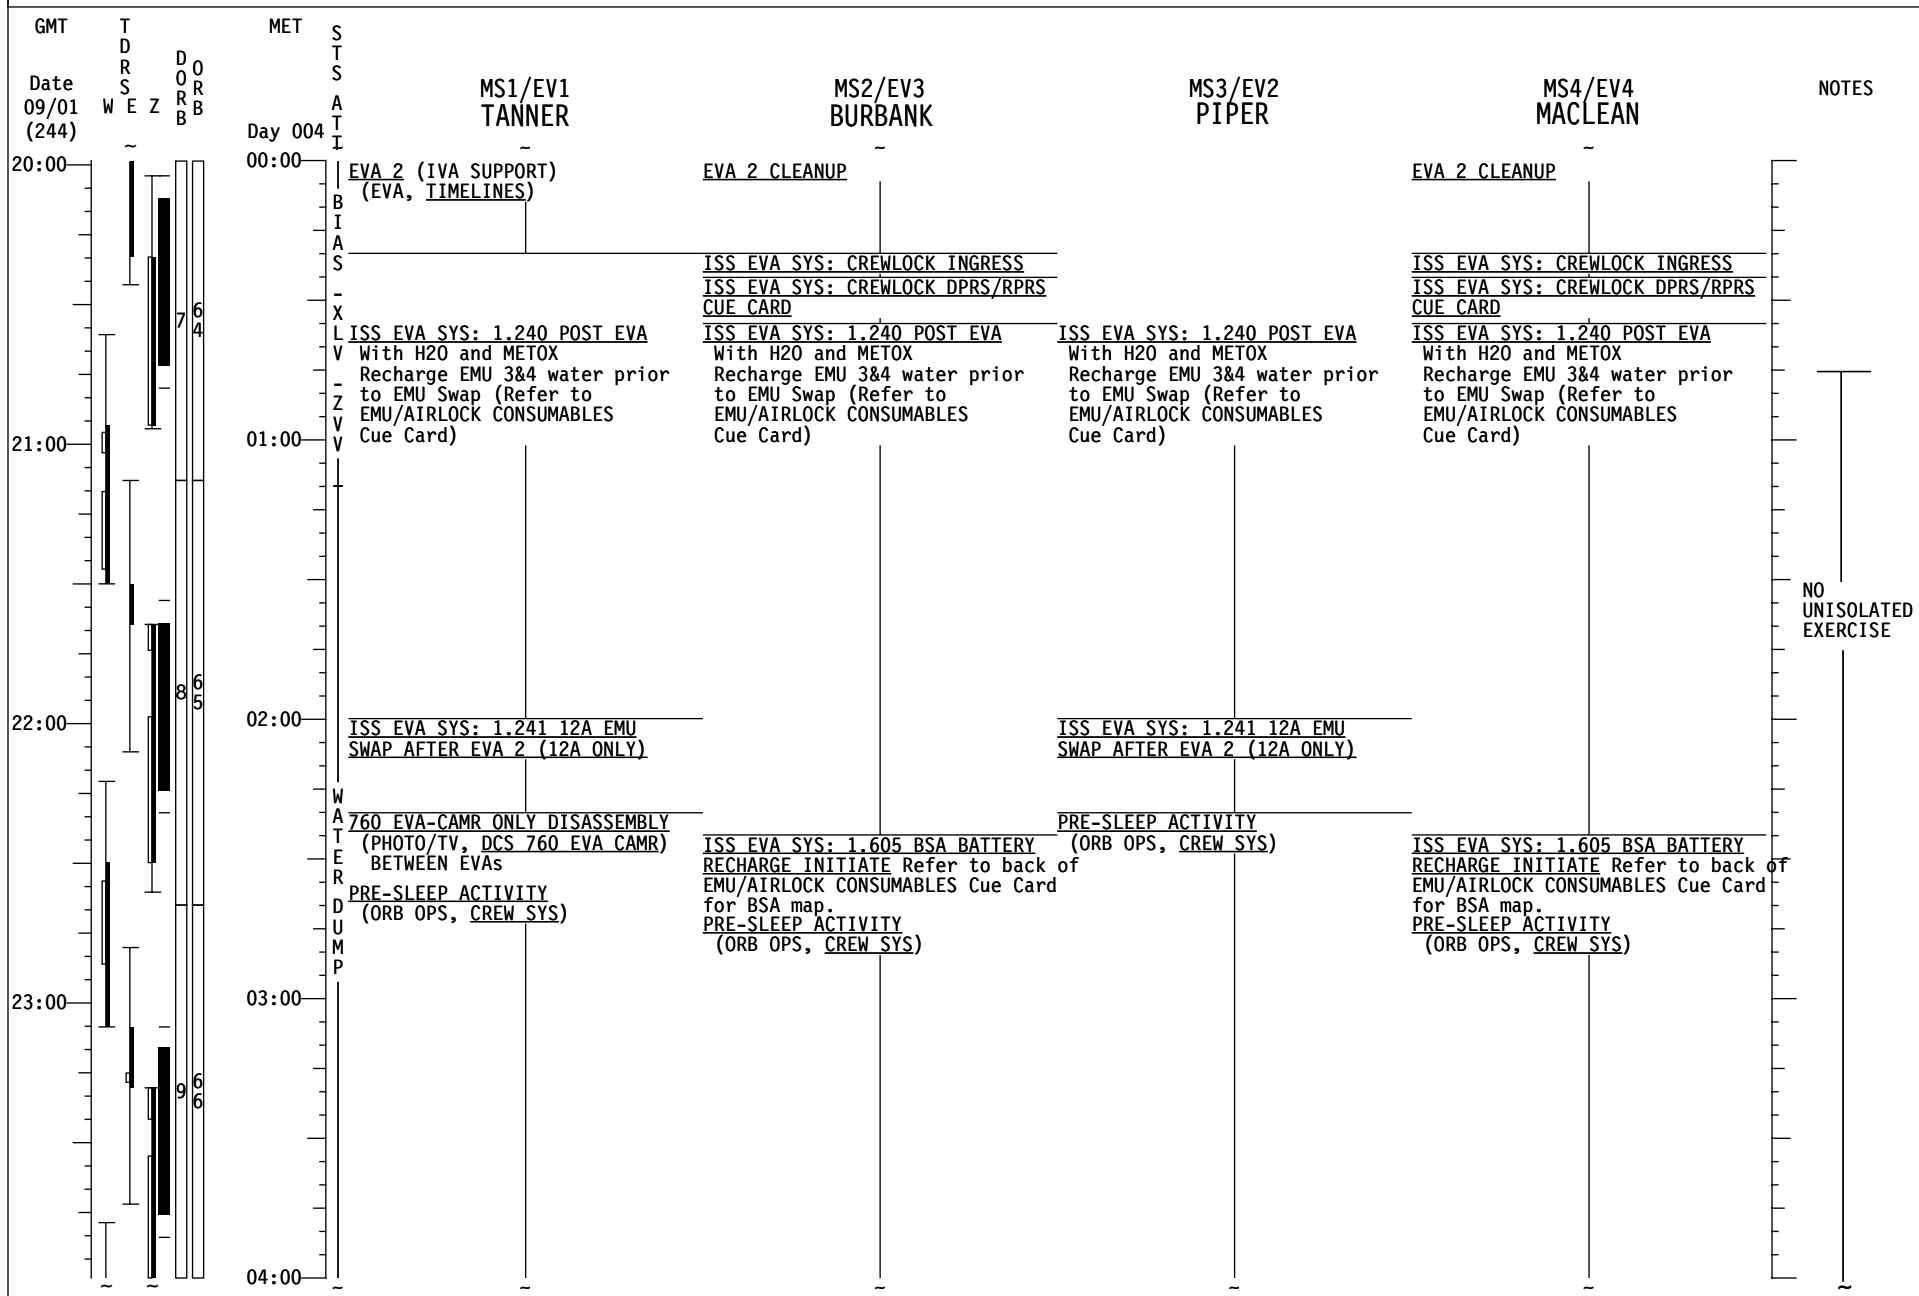 GMT
TDRS
MET
STS ATT
DORB
ORB
Date
09/01
(244)
W E Z
Day 004
MS1/EV1
TANNER
MS2/EV3
BURBANK
MS3/EV2
PIPER
MS4/EV4
MACLEAN
NOTES
20:00
21:00
22:00
23:00
7
64
8
65
9
66
00:00
01:00
02:00
03:00
04:00
BIAS
-XLV
-ZVV
WATER
DUMP
EVA 2 (IVA SUPPORT)
(EVA, TIMELINES)
ISS EVA SYS: 1.240 POST EVA
With H2O and METOX
Recharge EMU 3&4 water prior
to EMU Swap (Refer to
EMU/AIRLOCK CONSUMABLES
Cue Card)
ISS EVA SYS: 1.241 12A EMU
SWAP AFTER EVA 2 (12A ONLY)
760 EVA-CAMR ONLY DISASSEMBLY
(PHOTO/TV, DCS 760 EVA CAMR)
BETWEEN EVAs
PRE-SLEEP ACTIVITY
(ORB OPS, CREW SYS)
EVA 2 CLEANUP
ISS EVA SYS: CREWLOCK INGRESS
ISS EVA SYS: CREWLOCK DPRS/RPRS
CUE CARD
ISS EVA SYS: 1.240 POST EVA
With H2O and METOX
Recharge EMU 3&4 water prior
to EMU Swap (Refer to
EMU/AIRLOCK CONSUMABLES
Cue Card)
ISS EVA SYS: 1.605 BSA BATTERY
RECHARGE INITIATE Refer to back of
EMU/AIRLOCK CONSUMABLES Cue Card
for BSA map.
PRE-SLEEP ACTIVITY
(ORB OPS, CREW SYS)
ISS EVA SYS: 1.240 POST EVA
With H2O and METOX
Recharge EMU 3&4 water prior
to EMU Swap (Refer to
EMU/AIRLOCK CONSUMABLES
Cue Card)
ISS EVA SYS: 1.241 12A EMU
SWAP AFTER EVA 2 (12A ONLY)
PRE-SLEEP ACTIVITY
(ORB OPS, CREW SYS)
EVA 2 CLEANUP
ISS EVA SYS: CREWLOCK INGRESS
ISS EVA SYS: CREWLOCK DPRS/RPRS
CUE CARD
ISS EVA SYS: 1.240 POST EVA
With H2O and METOX
Recharge EMU 3&4 water prior
to EMU Swap (Refer to
EMU/AIRLOCK CONSUMABLES
Cue Card)
ISS EVA SYS: 1.605 BSA BATTERY
RECHARGE INITIATE Refer to back of
EMU/AIRLOCK CONSUMABLES Cue Card
for BSA map.
PRE-SLEEP ACTIVITY
(ORB OPS, CREW SYS)
NO
UNISOLATED
EXERCISE